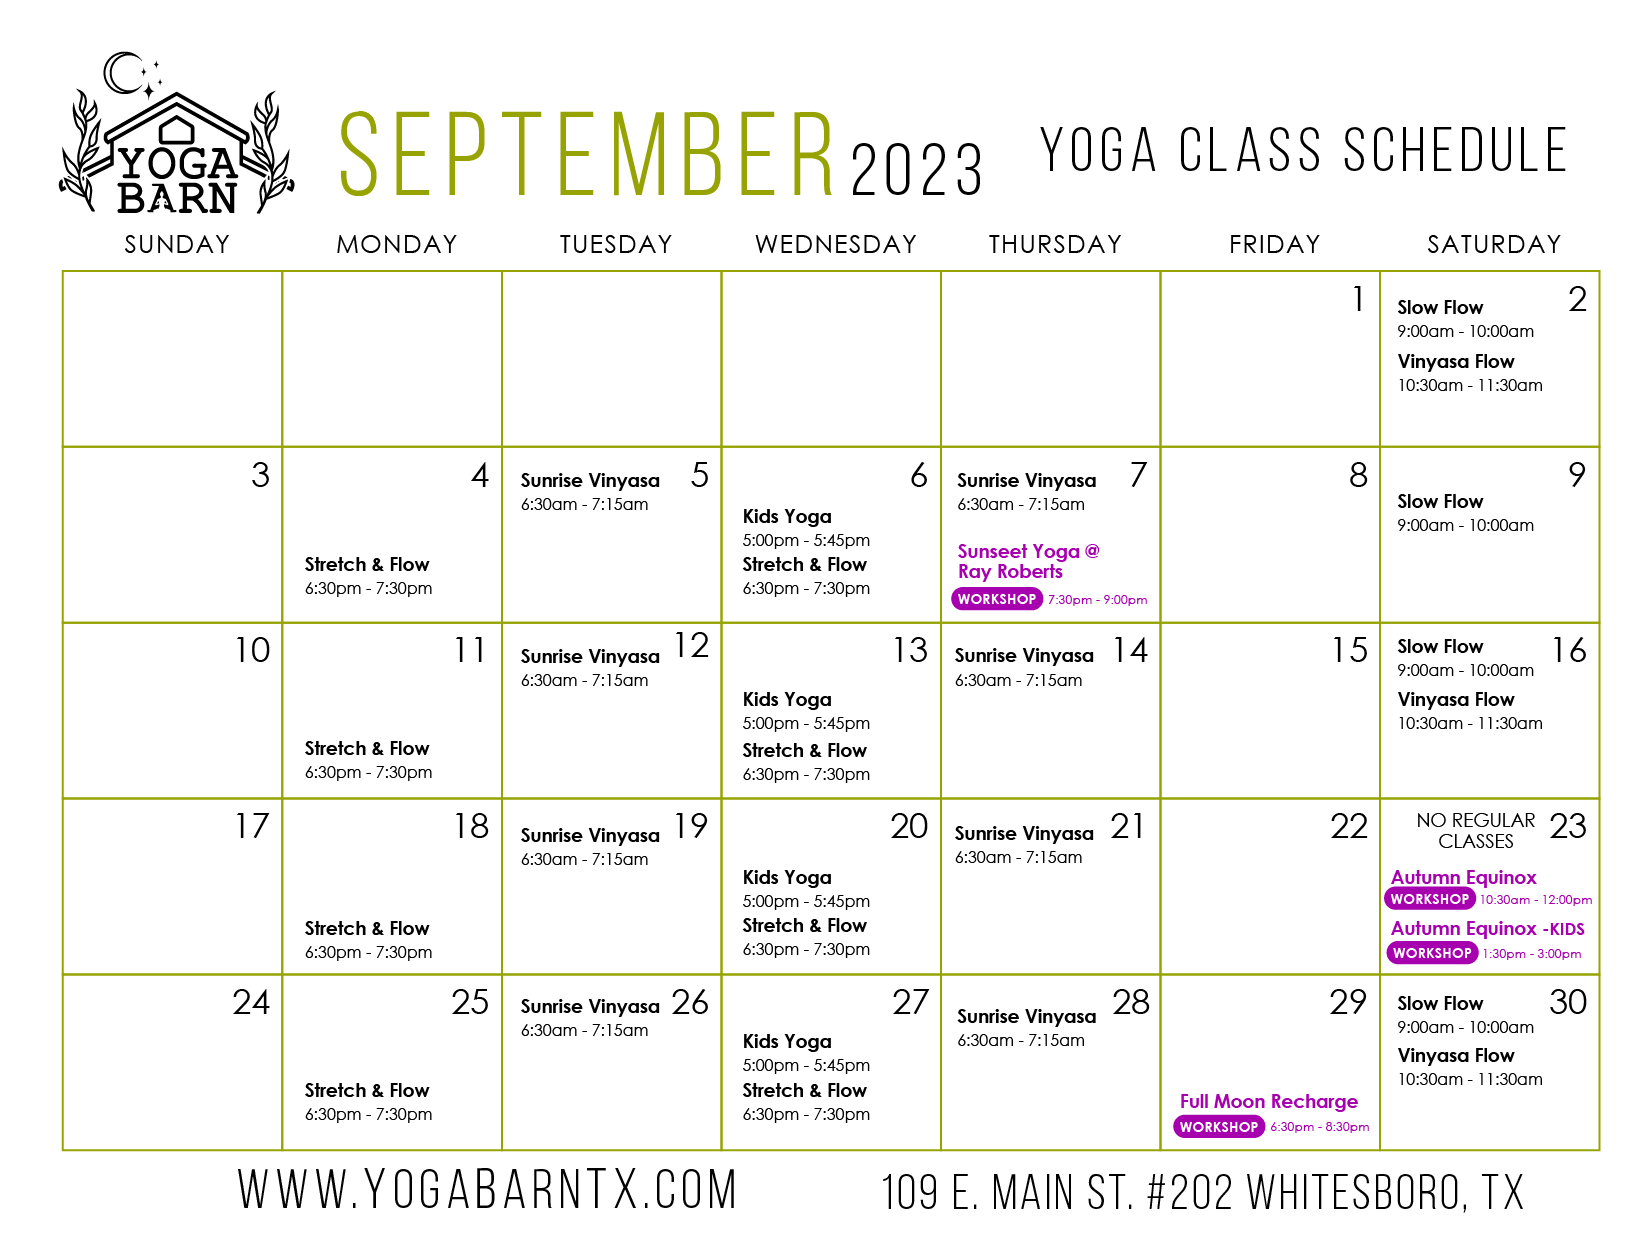 YOGA
BARN
SEPTEMBER 2023 YOGA CLASS SCHEDULE
SUNDAY MONDAY TUESDAY WEDNESDAY THURSDAY FRIDAY SATURDAY
1
2
Slow Flow
9:00am - 10:00am
Vinyasa Flow
10:30am - 11:30am
3
4
Stretch & Flow
6:30pm - 7:30pm
5
Sunrise Vinyasa
6:30am - 7:15am
6
Kids Yoga
5:00pm - 5:45pm
Stretch & Flow
6:30pm - 7:30pm
7
Sunrise Vinyasa
6:30am - 7:15am
Sunseet Yoga @
Ray Roberts
WORKSHOP 7:30pm - 9:00pm
8
9
Slow Flow
9:00am - 10:00am
10
11
Stretch & Flow
6:30pm - 7:30pm
12
Sunrise Vinyasa
6:30am - 7:15am
13
Kids Yoga
5:00pm - 5:45pm
Stretch & Flow
6:30pm - 7:30pm
14
Sunrise Vinyasa
6:30am - 7:15am
15
16
Slow Flow
9:00am - 10:00am
Vinyasa Flow
10:30am - 11:30am
17
18
Stretch & Flow
6:30pm - 7:30pm
19
Sunrise Vinyasa
6:30am - 7:15am
20
Kids Yoga
5:00pm - 5:45pm
Stretch & Flow
6:30pm - 7:30pm
21
Sunrise Vinyasa
6:30am - 7:15am
22
23
NO REGULAR
CLASSES
Autumn Equinox
WORKSHOP 10:30am - 12:00pm
Autumn Equinox -KIDS
WORKSHOP 1:30pm - 3:00pm
24
25
Stretch & Flow
6:30pm - 7:30pm
26
Sunrise Vinyasa
6:30am - 7:15am
27
Kids Yoga
5:00pm - 5:45pm
Stretch & Flow
6:30pm - 7:30pm
28
Sunrise Vinyasa
6:30am - 7:15am
29
Full Moon Recharge
WORKSHOP 6:30pm - 8:30pm
30
Slow Flow
9:00am - 10:00am
Vinyasa Flow
10:30am - 11:30am
WWW.YOGABARNTX.COM 109 E. MAIN ST. #202 WHITESBORO, TX